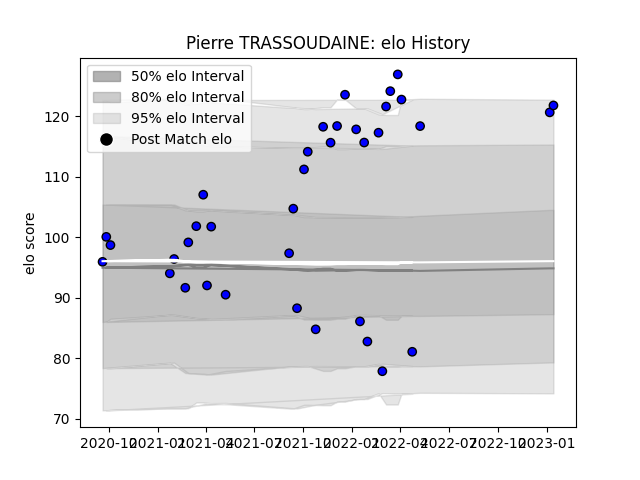 Pierre TRASSOUDAINE: elo History
50% elo Interval
80% elo Interval
95% elo Interval
Post Match elo
elo score
120
110
100
90
80
70
2020-10 2021-01 2021-04 2021-07 2021-10 2022-01 2022-04 2022-07 2022-10 2023-01